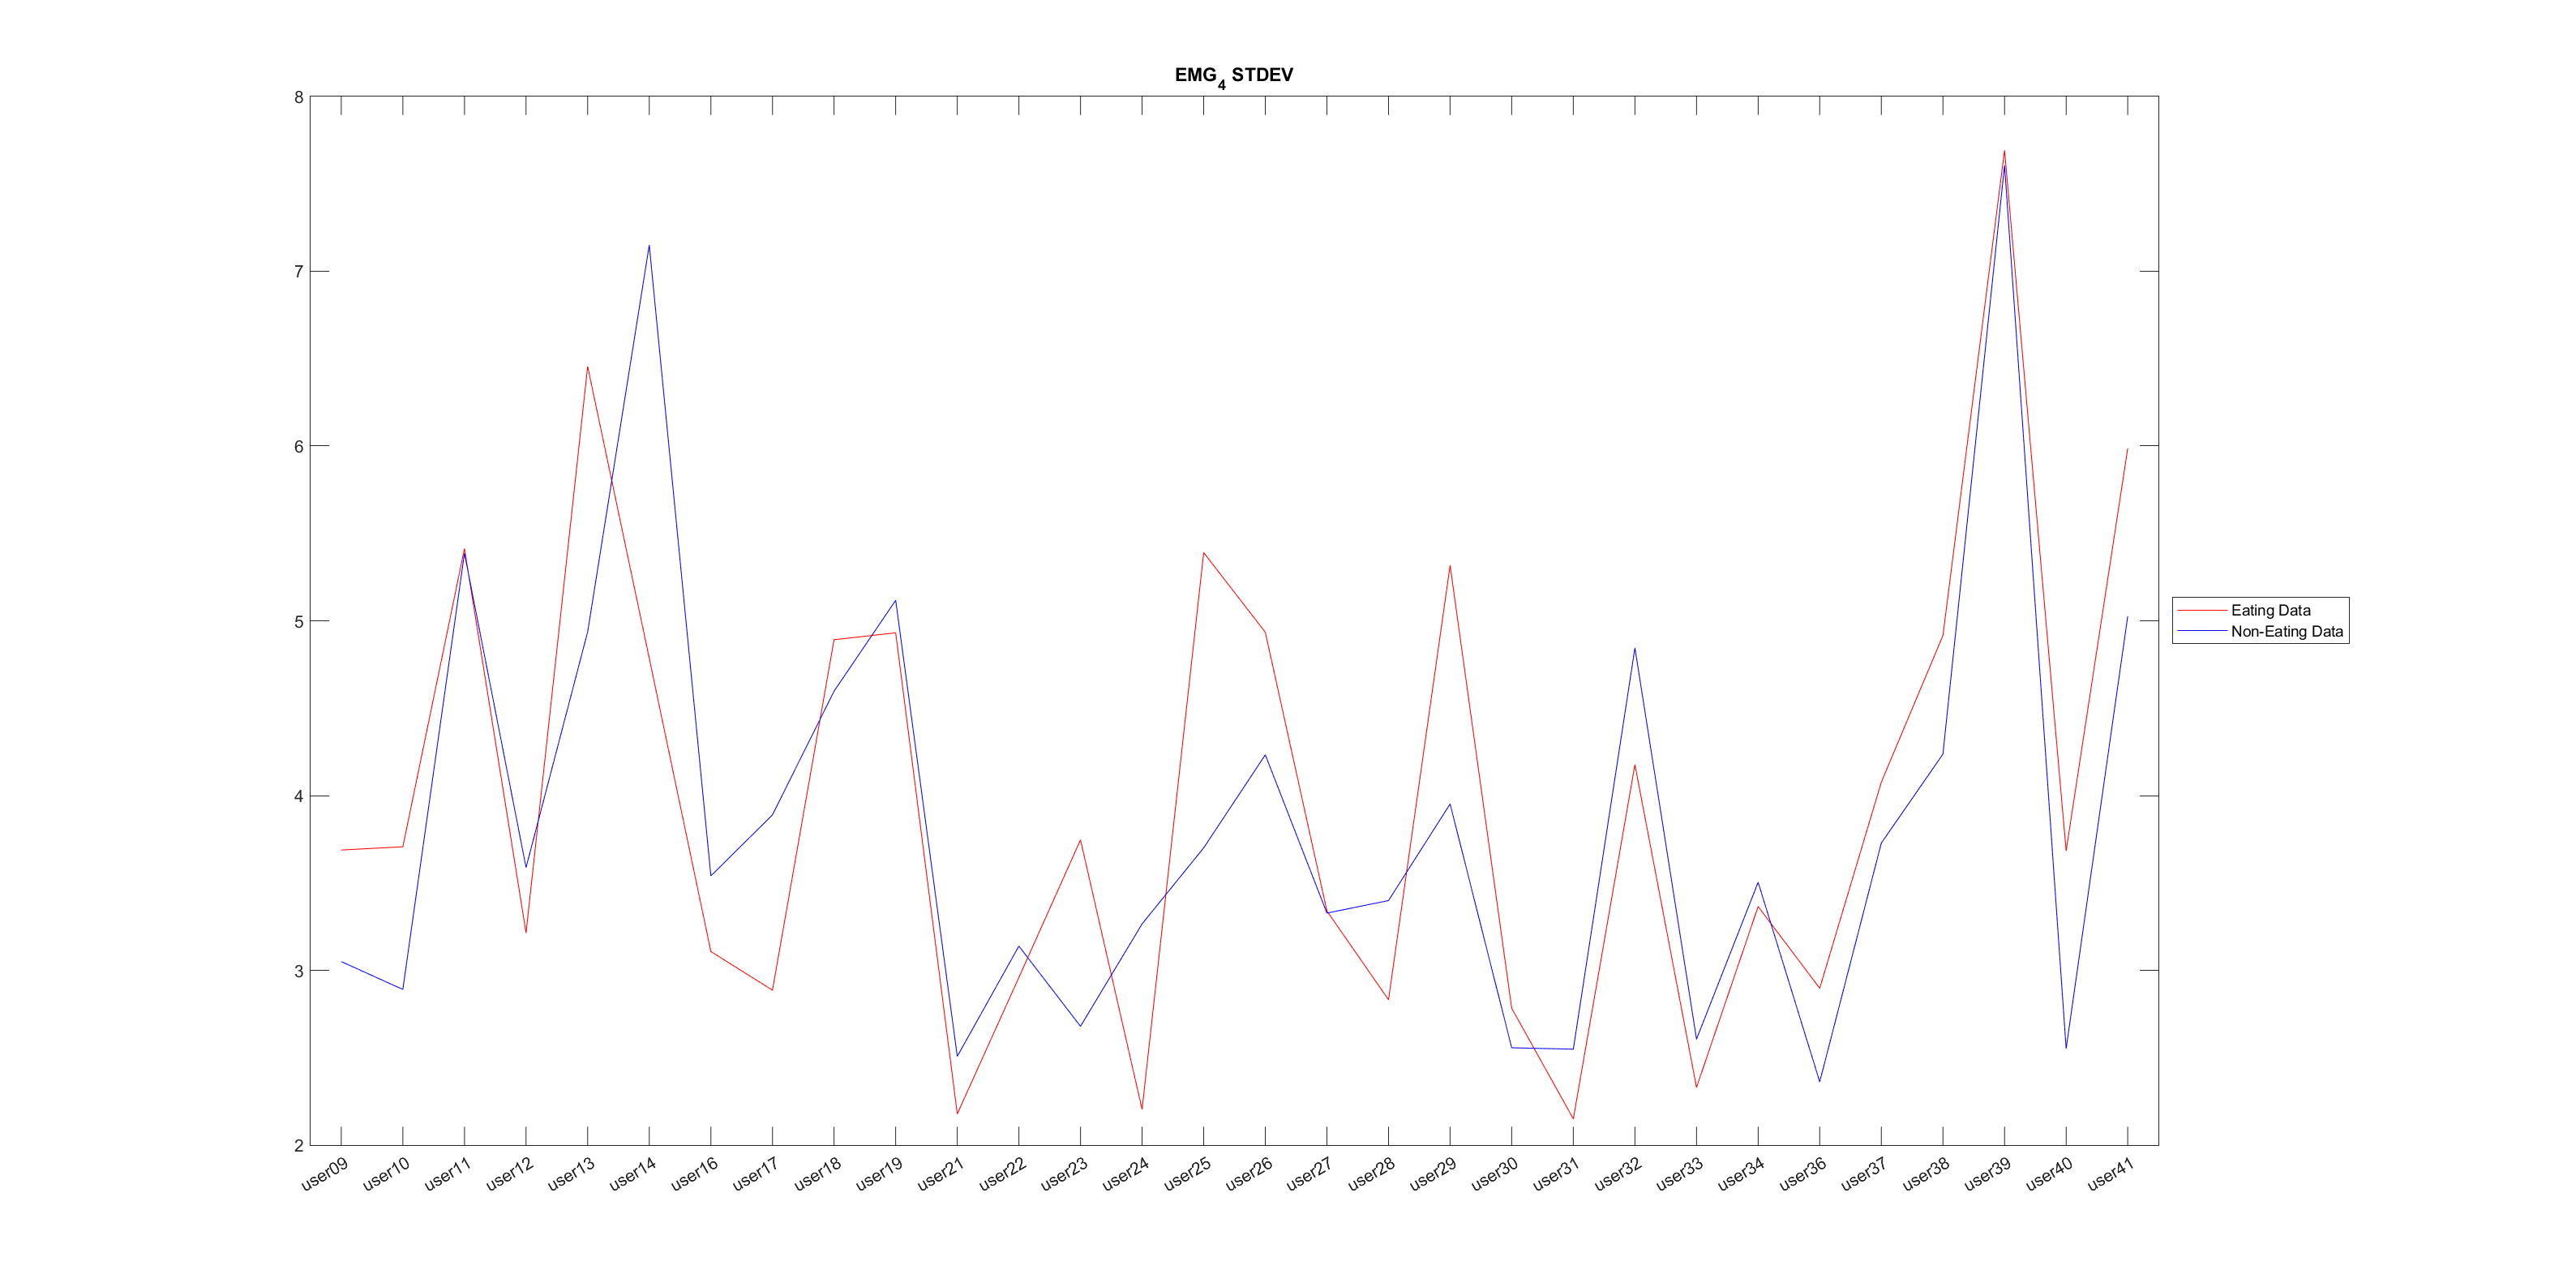 EMG4 STDEV
8
7
6
5
4
3
2
Eating Data
Non-Eating Data
user09 user10 user11 user12 user13 user14 user16 user17 user18 user19 user21 user22 user23 user24 user25 user26 user27 user28 user29 user30 user31 user32 user33 user34 user36 user37 user38 user39 user40 user41